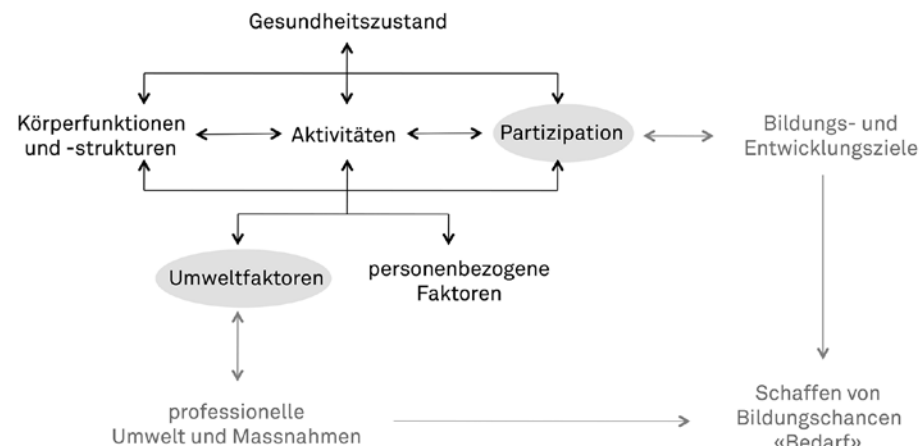 Gesundheitszustand
Körperfunktionen
und -strukturen
Aktivitäten
Partizipation
Bildungs- und
Entwicklungsziele
Umweltfaktoren
personenbezogene
Faktoren
professionelle
Umwelt und Massnahmen
Schaffen von
Bildungschancen
«Bedarf»